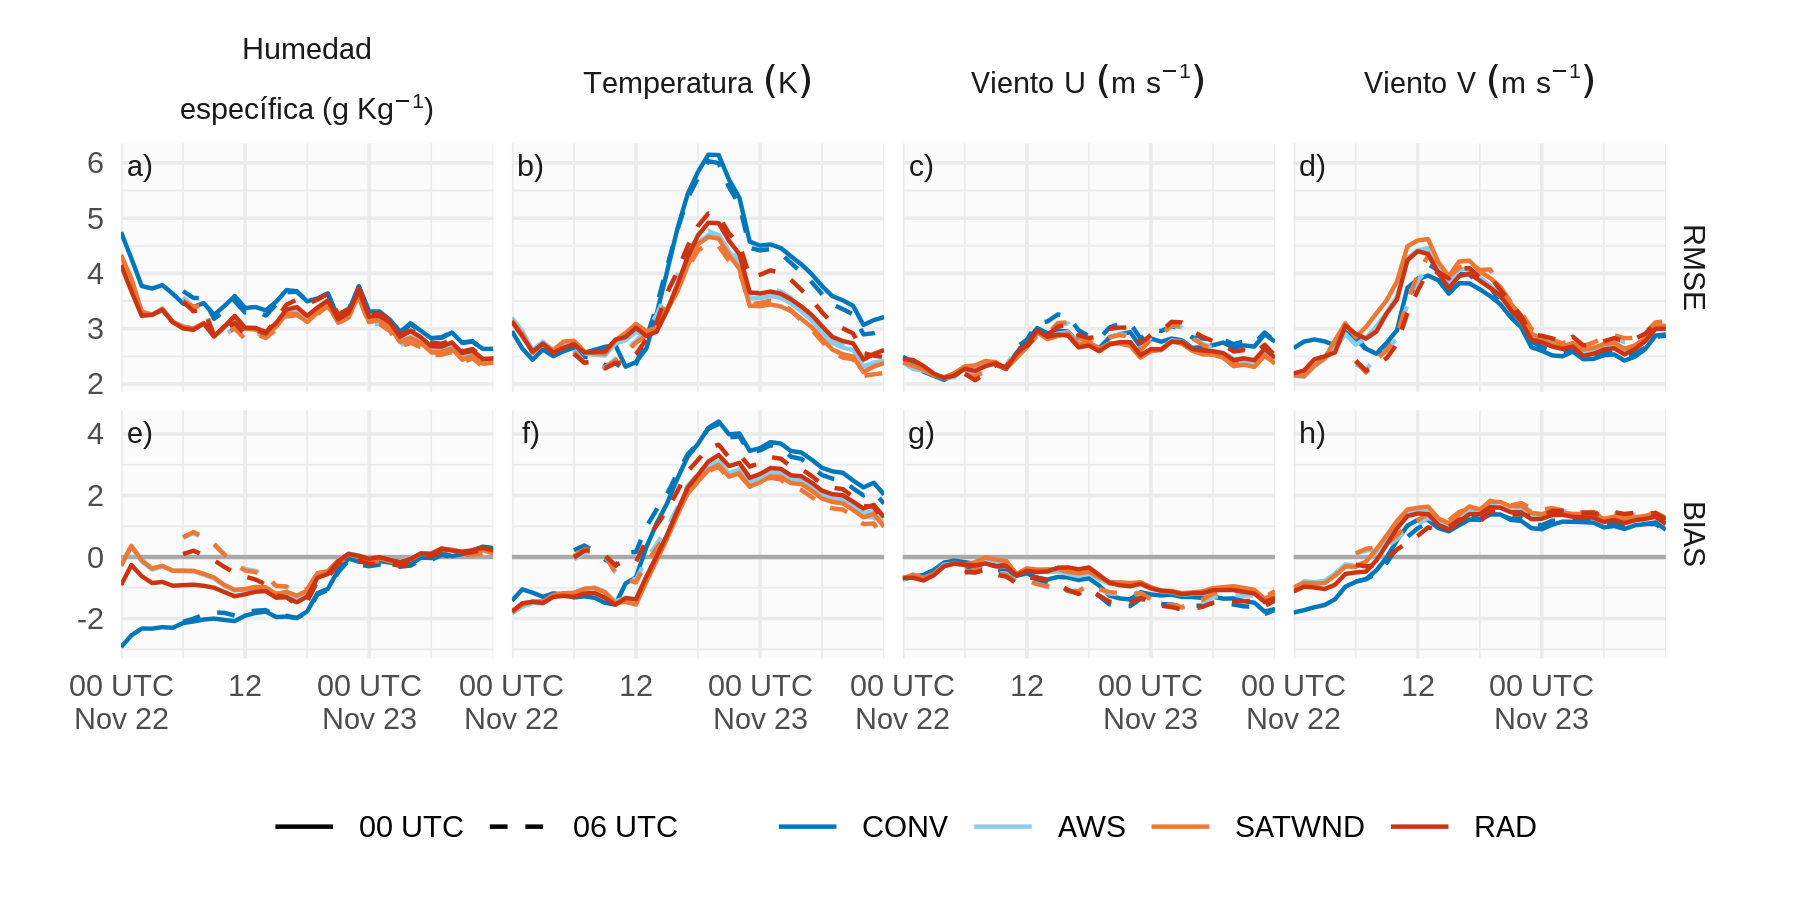 Humedad
específica (g Kg⁻¹)
Temperatura (K)
Viento U (m s⁻¹)
Viento V (m s⁻¹)
a)
b)
c)
d)
6
5
4
3
2
RMSE
e)
f)
g)
h)
4
2
0
-2
BIAS
00 UTC 12 00 UTC 00 UTC 12 00 UTC 00 UTC 12 00 UTC 00 UTC 12 00 UTC
Nov 22 Nov 23 Nov 22 Nov 23 Nov 22 Nov 23 Nov 22 Nov 23
00 UTC 06 UTC CONV AWS SATWND RAD